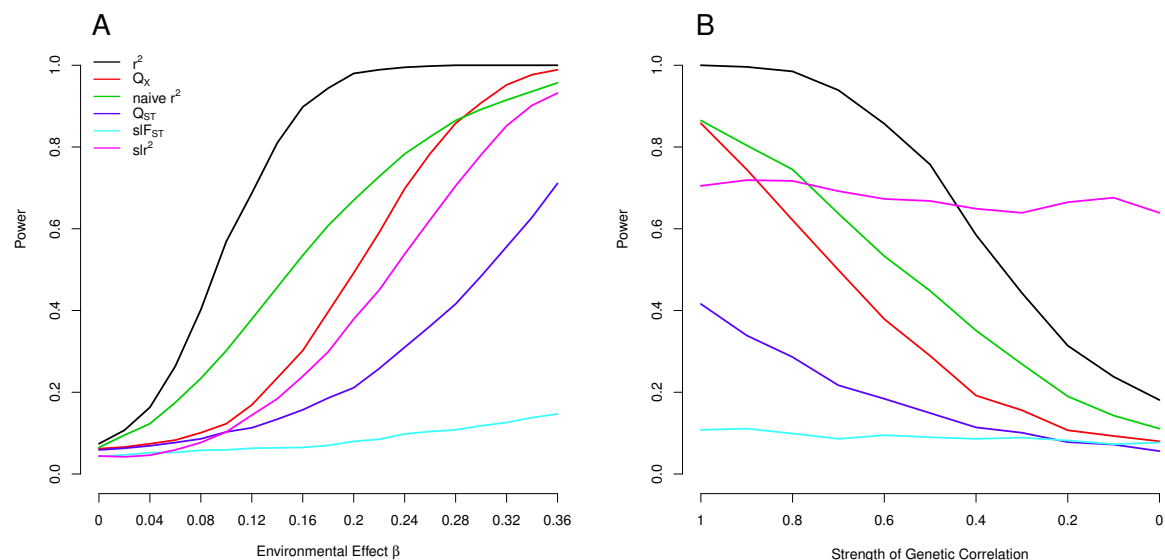 A
r²
Q_X
naive r²
Q_ST
slF_ST
slr²
Power
0.0
0.2
0.4
0.6
0.8
1.0
0 0.04 0.08 0.12 0.16 0.2 0.24 0.28 0.32 0.36
Environmental Effect β
B
Power
0.0
0.2
0.4
0.6
0.8
1.0
1 0.8 0.6 0.4 0.2 0
Strength of Genetic Correlation